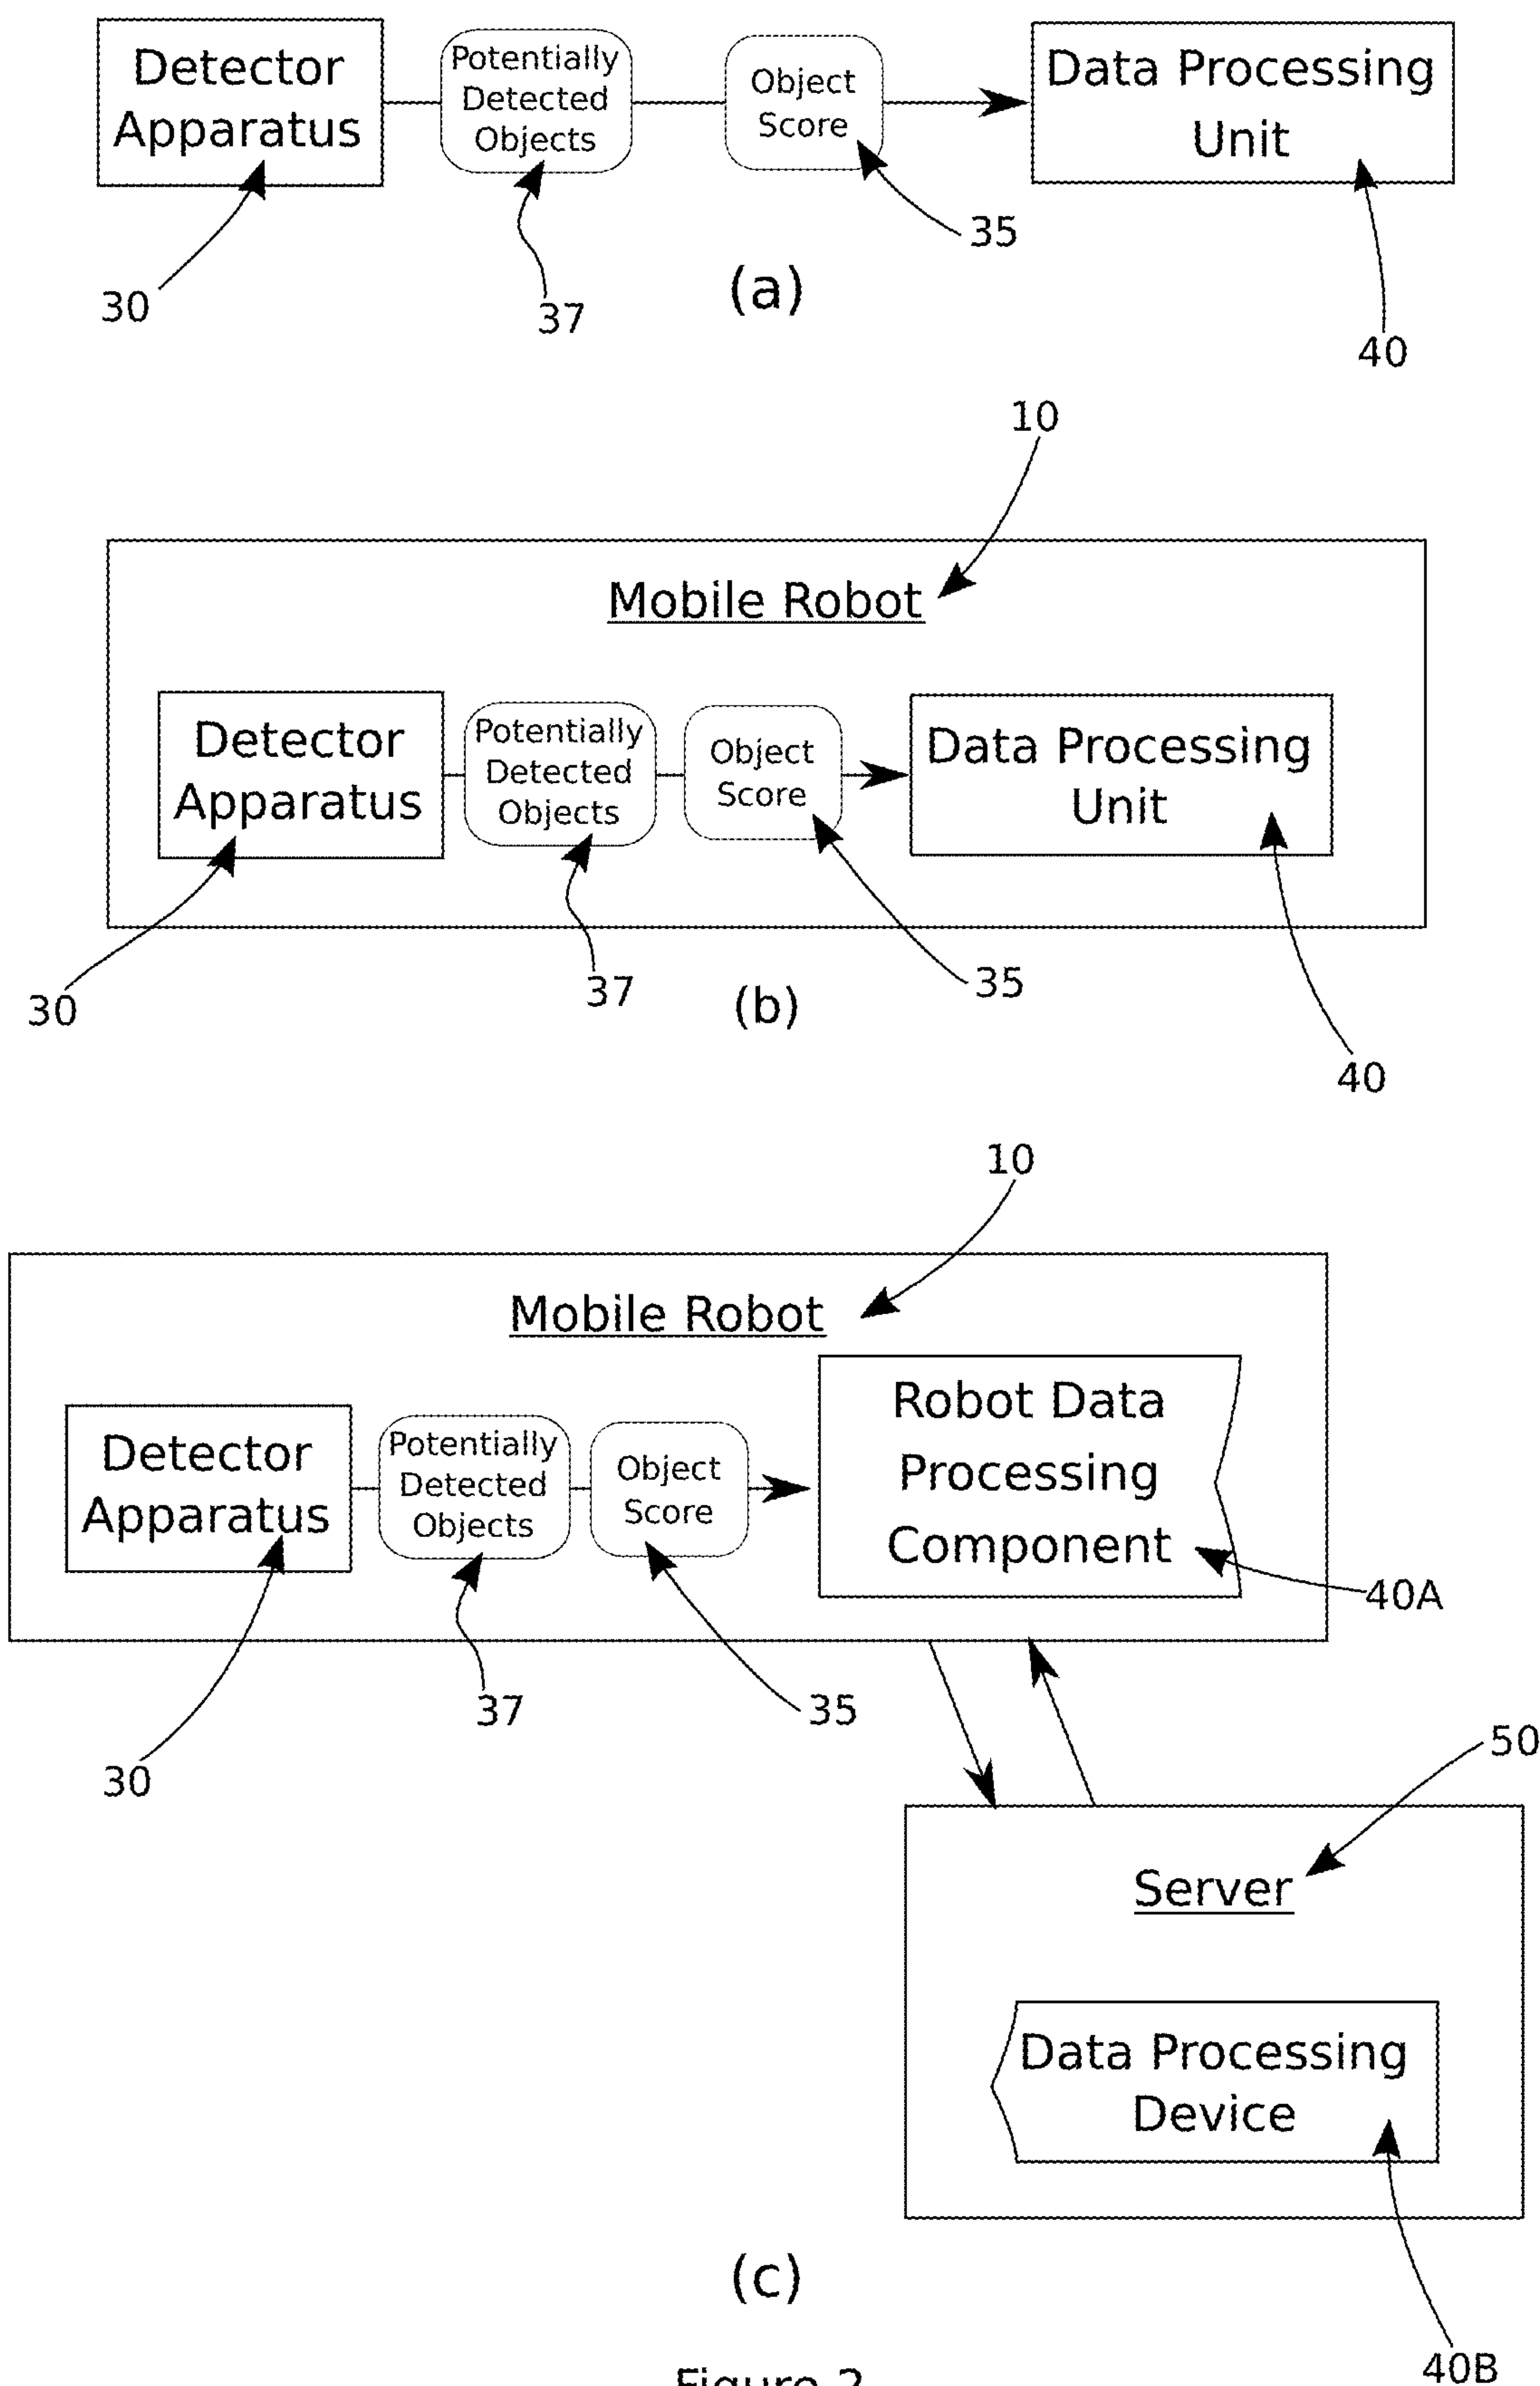 Detector
Apparatus
Potentially
Detected
Objects
Object
Score
Data Processing
Unit
30
37
35
(a)
40
10
Mobile Robot
Detector
Apparatus
Potentially
Detected
Objects
Object
Score
Data Processing
Unit
30
37
(b)
35
40
10
Mobile Robot
Detector
Apparatus
Potentially
Detected
Objects
Object
Score
Robot Data
Processing
Component
40A
30
37
35
50
Server
Data Processing
Device
(c)
40B
Figure 2